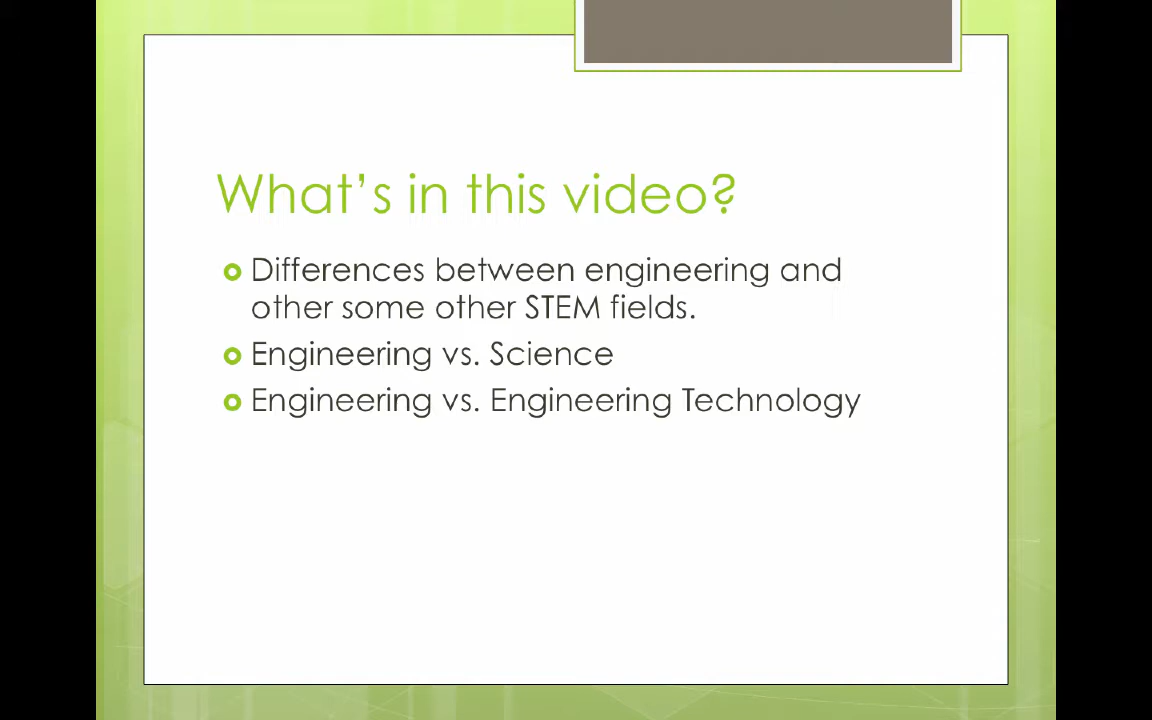 What's in this video?
Differences between engineering and
other some other STEM fields.
Engineering vs. Science
Engineering vs. Engineering Technology